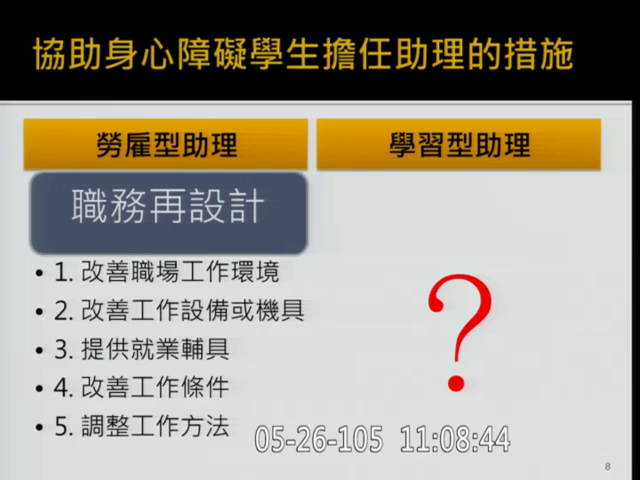 協助身心障礙學生擔任助理的措施
勞雇型助理
學習型助理
職務再設計
• 1. 改善職場工作環境
• 2. 改善工作設備或機具
• 3. 提供就業輔具
• 4. 改善工作條件
• 5. 調整工作方法
?
05-26-105 11:08:44
8